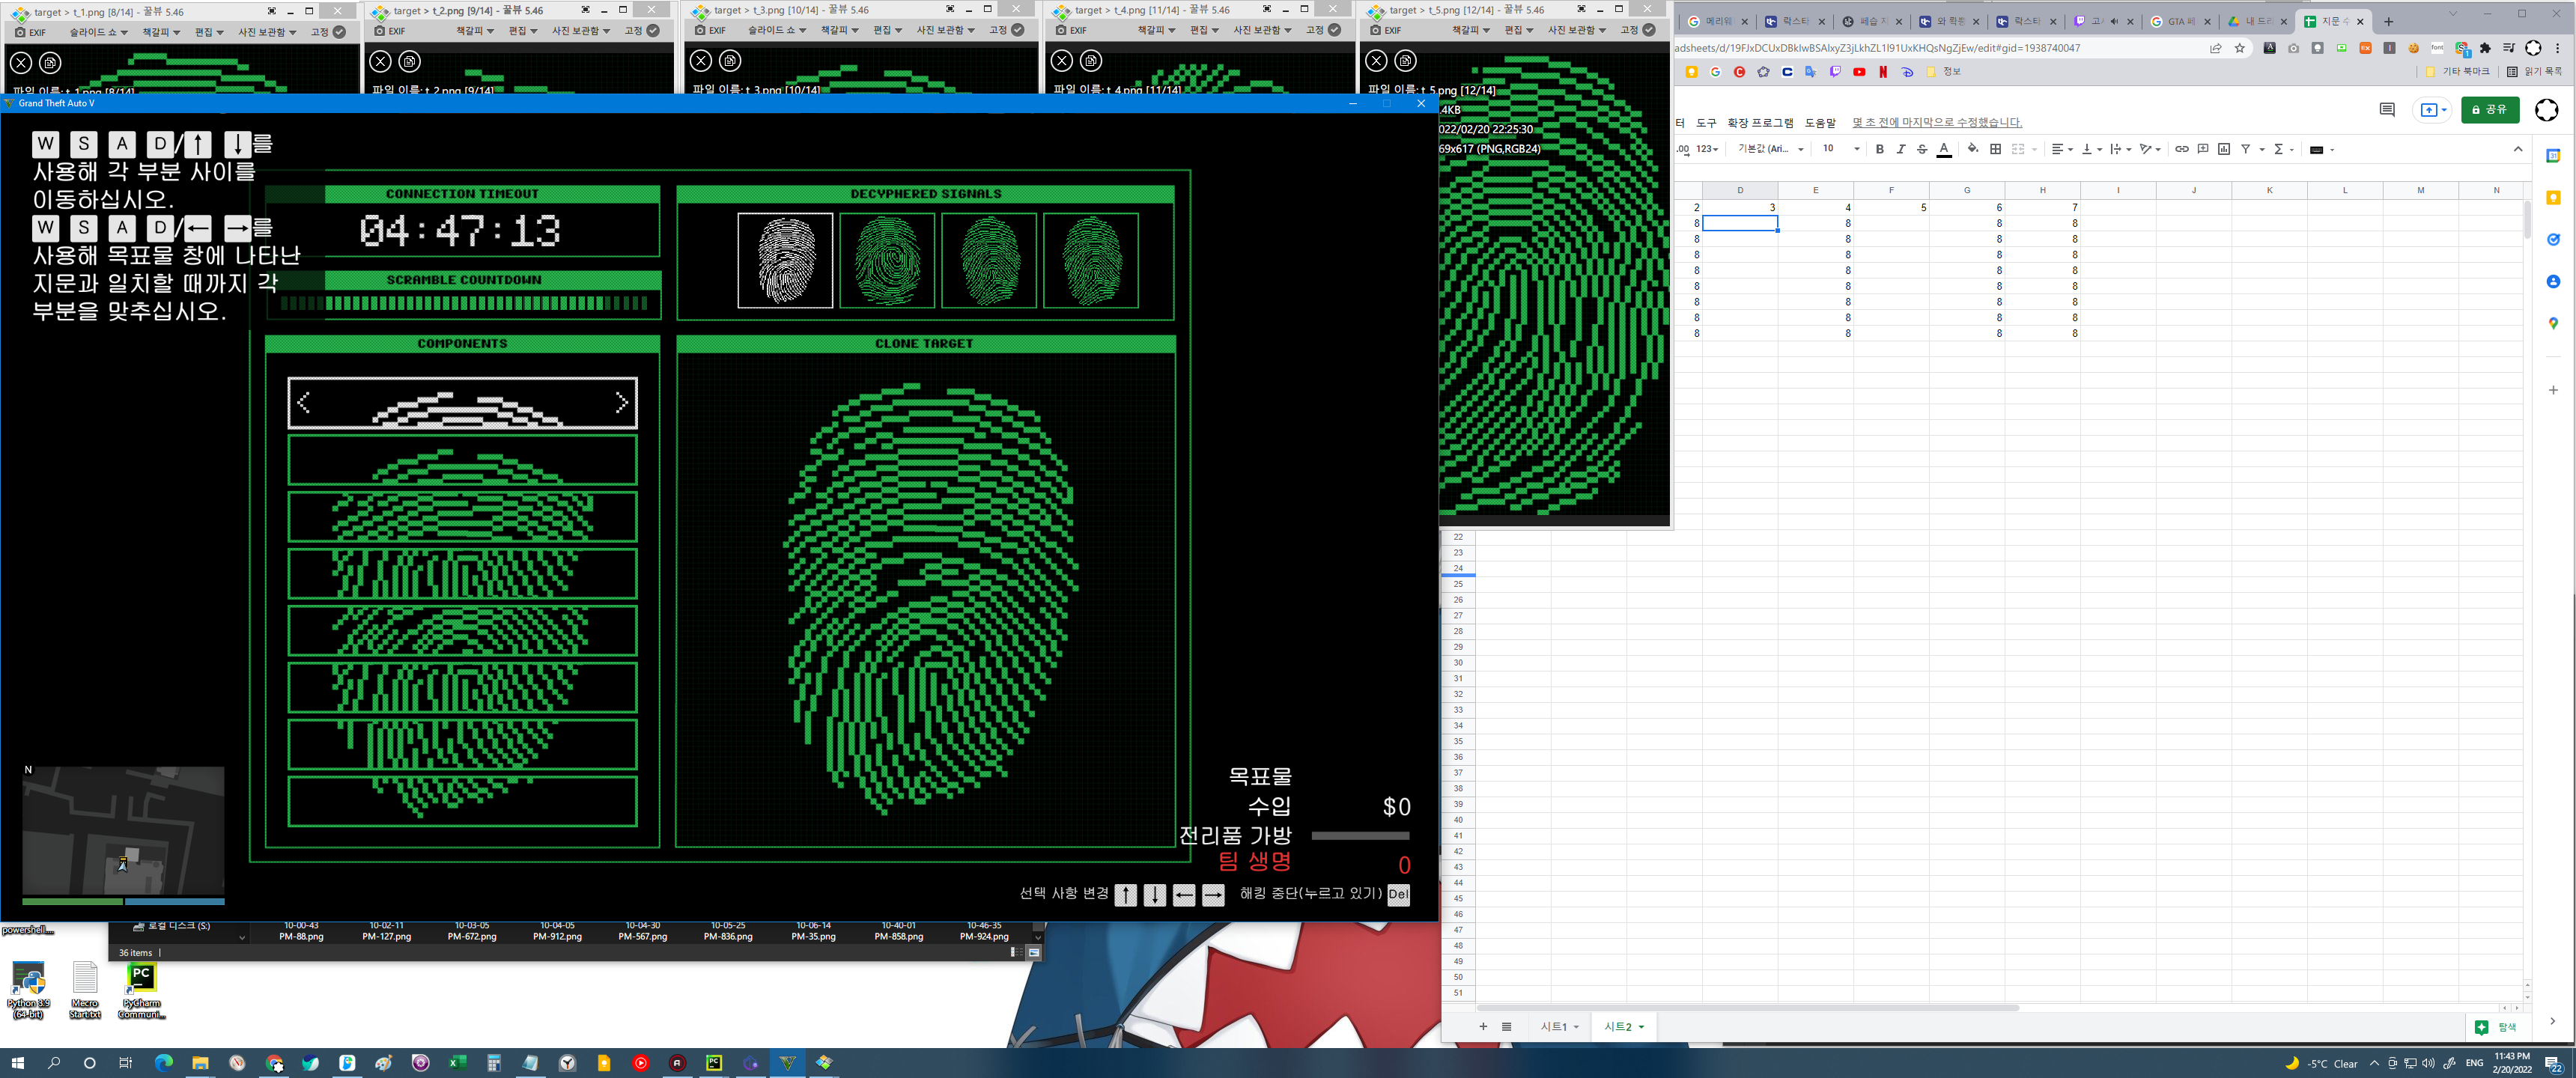 target > t_1.png [8/14] - 꿀뷰 5.46
EXIF 슬라이드 쇼 책갈피 편집 사진 보관함 고정
파일 이름: t_1.png [8/14]
target > t_2.png [9/14] - 꿀뷰 5.46
EXIF 책갈피 편집 사진 보관함 고정
파일 이름: t_2.png [9/14]
target > t_3.png [10/14] - 꿀뷰 5.46
EXIF 슬라이드 쇼 책갈피 편집 사진 보관함 고정
파일 이름: t_3.png [10/14]
target > t_4.png [11/14] - 꿀뷰 5.46
EXIF 책갈피 편집 사진 보관함 고정
파일 이름: t_4.png [11/14]
target > t_5.png [12/14] - 꿀뷰 5.46
EXIF 책갈피 편집 사진 보관함 고정
파일 이름: t_5.png [12/14]
.4KB
022/02/20 22:25:30
69x617 (PNG,RGB24)
Grand Theft Auto V
W S A D/↑ ↓를
사용해 각 부분 사이를
이동하십시오.
W S A D/← →를
사용해 목표물 창에 나타난
지문과 일치할 때까지 각
부분을 맞추십시오.
CONNECTION TIMEOUT
04:47:13
SCRAMBLE COUNTDOWN
DECYPHERED SIGNALS
COMPONENTS
CLONE TARGET
N
목표물
수입 $0
전리품 가방
팀 생명 0
선택 사항 변경 ↑ ↓ ← → 해킹 중단(누르고 있기) Del
메리워
락스타
페습 지
와 확률
락스타
GTA 페
내 드라
지문 수
adsheets/d/19FJxDCUxDBkIwBSAlxyZ3jLkhZL1I91UxKHQsNgZjEw/edit#gid=1938740047
정보 기타 북마크 읽기 목록
터 도구 확장 프로그램 도움말 몇 초 전에 마지막으로 수정했습니다.
공유
.00 123 기본값 (Ari... 10 B I S A
D E F G H I J K L M N
2 3 4 5 6 7
8 8 8 8
8 8 8 8
8 8 8 8
8 8 8 8
8 8 8 8
8 8 8 8
8 8 8 8
8 8 8 8
22
23
24
25
26
27
28
29
30
31
32
33
34
35
36
37
38
39
40
41
42
43
44
45
46
47
48
49
50
51
시트1 시트2
탐색
powershell....
로컬 디스크 (S:)
10-00-43 PM-88.png
10-02-11 PM-127.png
10-03-05 PM-672.png
10-04-05 PM-912.png
10-04-30 PM-567.png
10-05-25 PM-836.png
10-06-14 PM-35.png
10-40-01 PM-858.png
10-46-35 PM-924.png
36 items
Python 3.9 (64-bit)
Mecro Start.txt
PyCharm Communi...
-5°C Clear
ENG
11:43 PM
2/20/2022
22